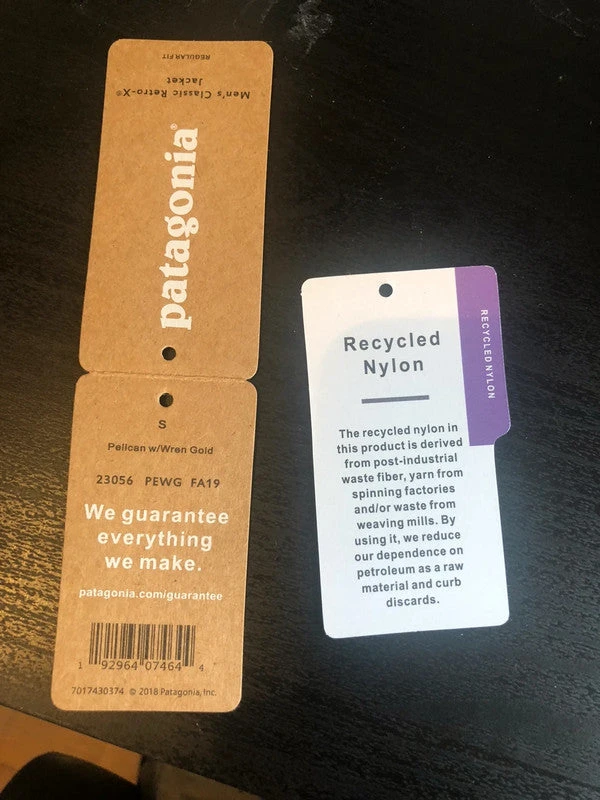 REGULAR FIT
Men's Classic Retro-X®
Jacket
patagonia®
S
Pelican w/Wren Gold
23056 PEWG FA19
We guarantee
everything
we make.
patagonia.com/guarantee
1 92964 07464 4
7017430374 © 2018 Patagonia, Inc.
Recycled
Nylon
RECYCLED NYLON
The recycled nylon in
this product is derived
from post-industrial
waste fiber, yarn from
spinning factories
and/or waste from
weaving mills. By
using it, we reduce
our dependence on
petroleum as a raw
material and curb
discards.